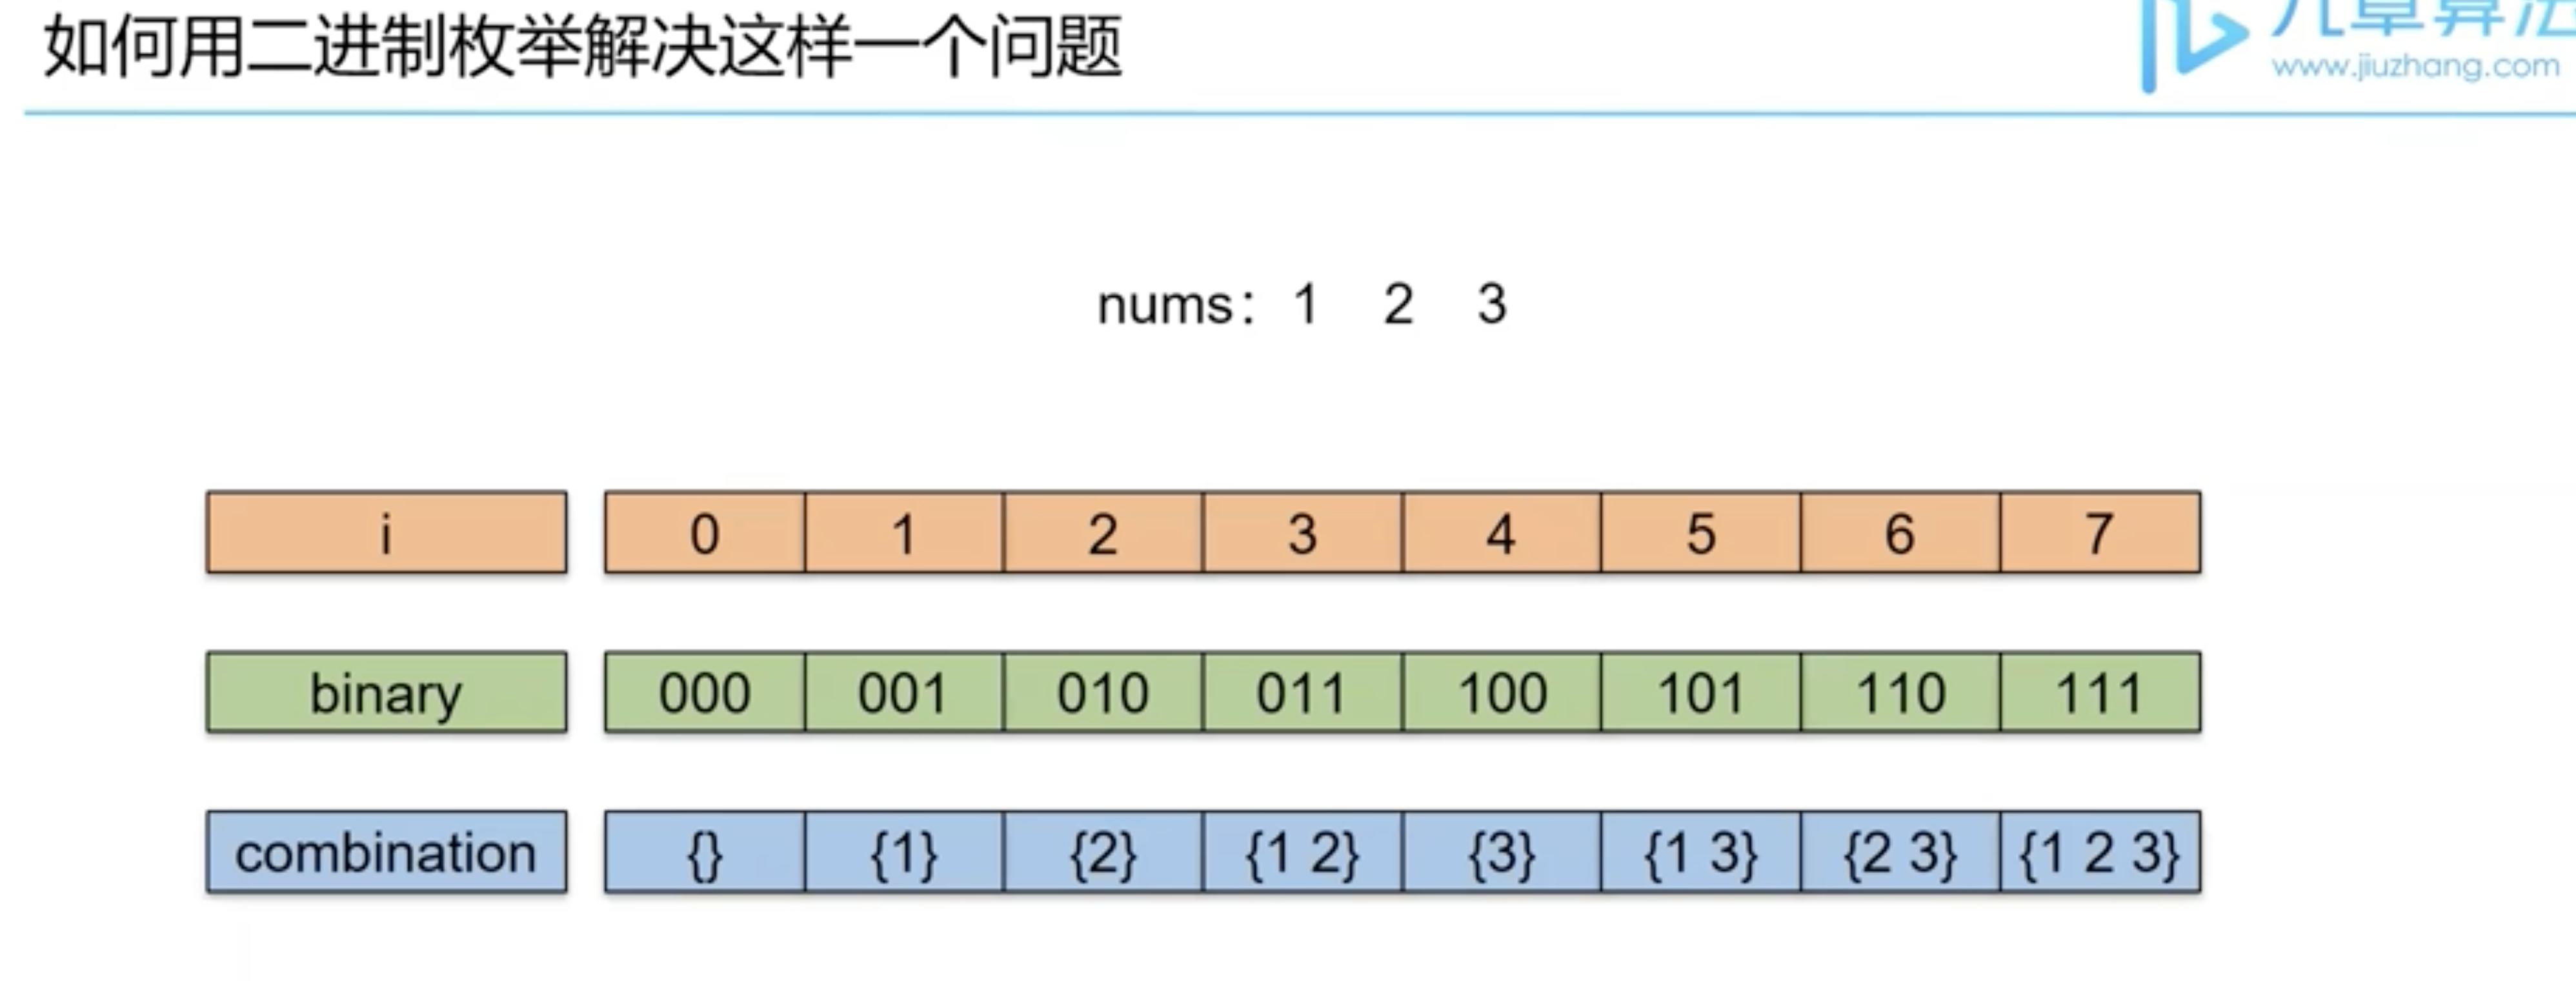 如何用二进制枚举解决这样一个问题
九章算法
www.jiuzhang.com
nums: 1 2 3
i 0 1 2 3 4 5 6 7
binary 000 001 010 011 100 101 110 111
combination {} {1} {2} {1 2} {3} {1 3} {2 3} {1 2 3}